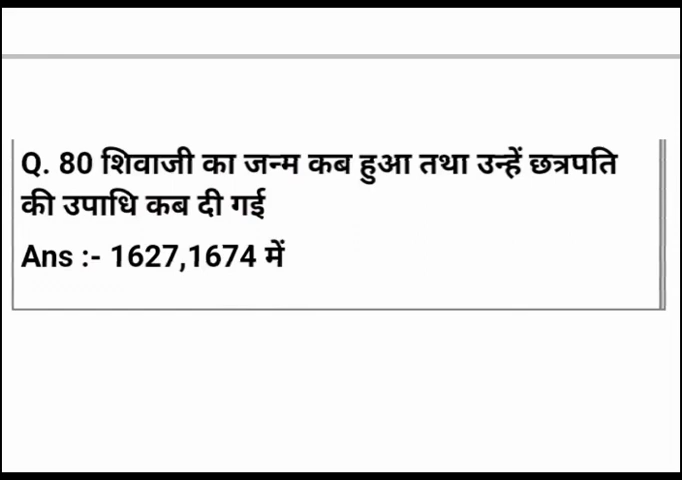 Q. 80 शिवाजी का जन्म कब हुआ तथा उन्हें छत्रपति
की उपाधि कब दी गई
Ans :- 1627,1674 में